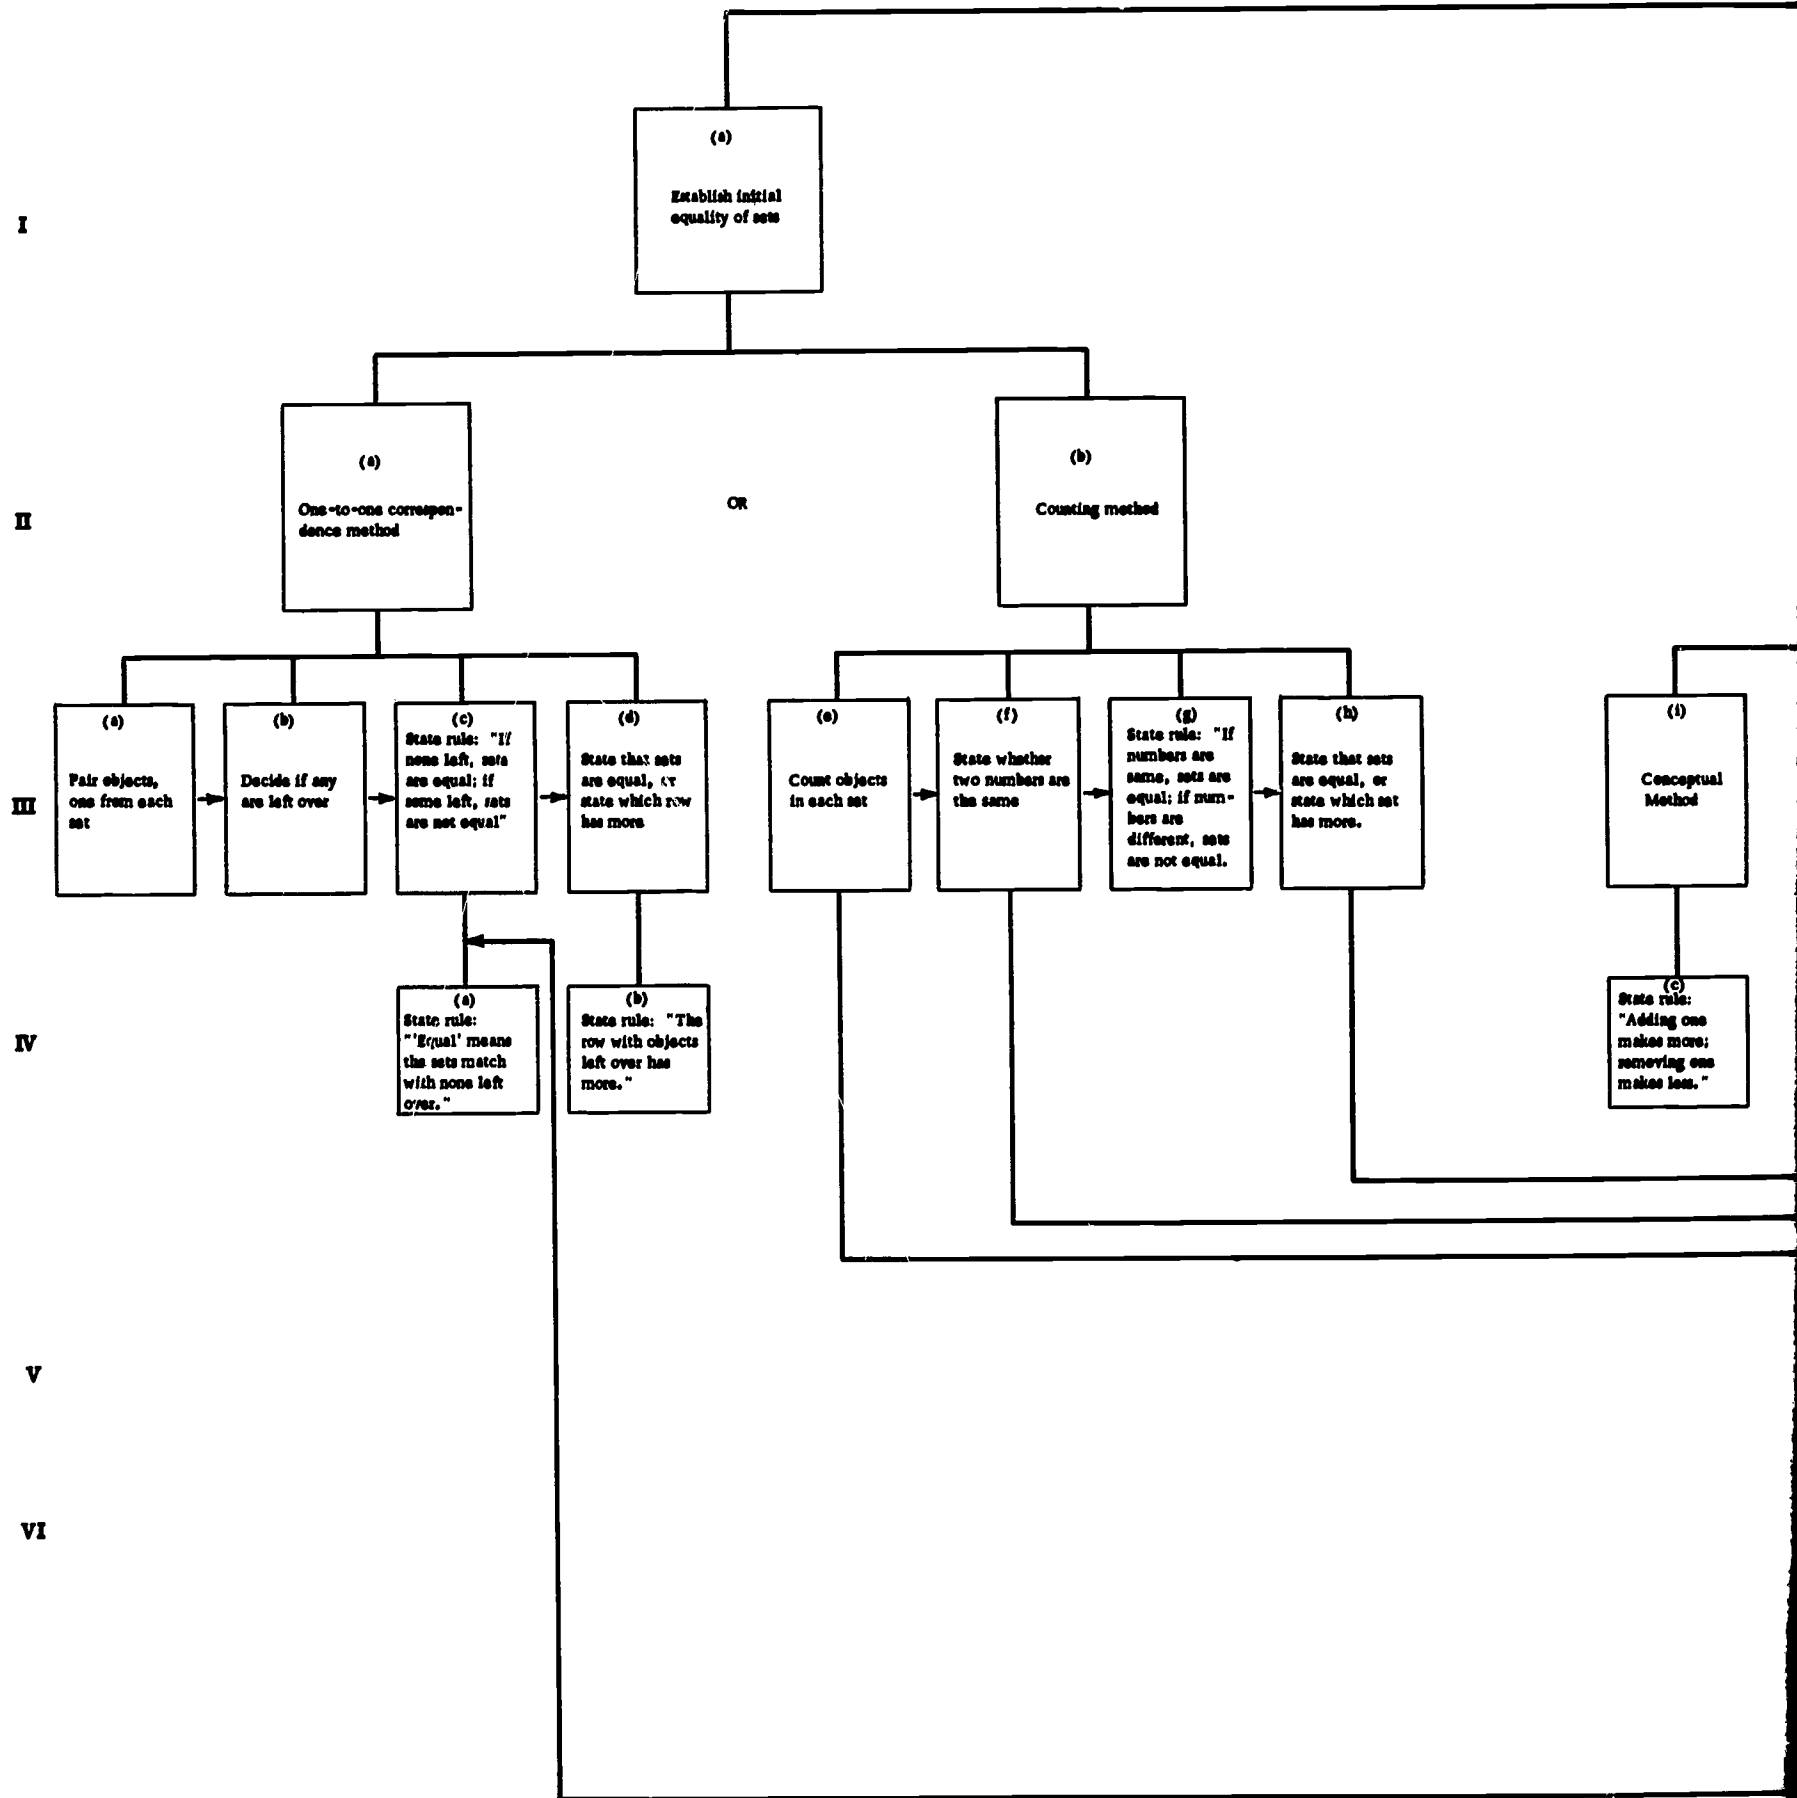 I
(a)
Establish initial
equality of sets
II
(a)
One-to-one correspon-
dence method
OR
(b)
Counting method
III
(a)
Pair objects,
one from each
set
(b)
Decide if any
are left over
(c)
State rule: "If
none left, sets
are equal; if
some left, sets
are not equal"
(d)
State that sets
are equal, or
state which row
has more
(e)
Count objects
in each set
(f)
State whether
two numbers are
the same
(g)
State rule: "If
numbers are
same, sets are
equal; if num-
bers are
different, sets
are not equal.
(h)
State that sets
are equal, or
state which set
has more.
(i)
Conceptual
Method
IV
(a)
State rule:
"'Equal' means
the sets match
with none left
over."
(b)
State rule: "The
row with objects
left over has
more."
(c)
State rule:
"Adding one
makes more;
removing one
makes less."
V
VI